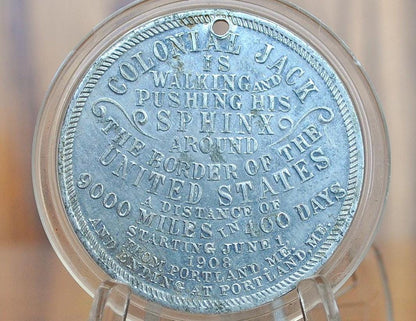 COLONIAL JACK
IS
WALKING AND
PUSHING HIS
SPHINX
AROUND
THE BORDER OF THE
UNITED STATES
A DISTANCE OF
9000 MILES IN 400 DAYS
STARTING JUNE 1
1908
FROM PORTLAND, ME.
AND ENDING AT PORTLAND, ME.